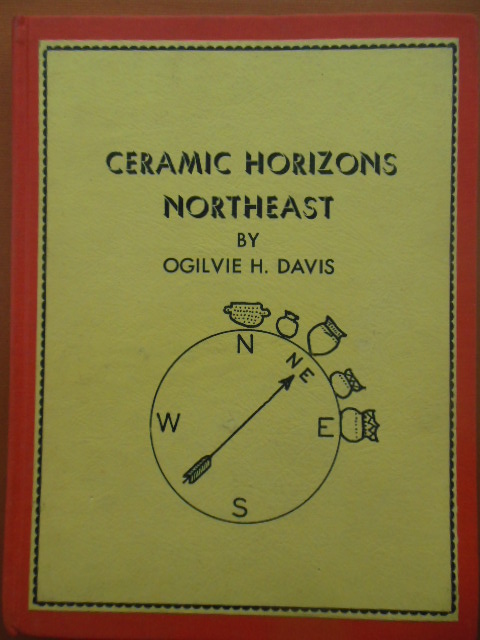 CERAMIC HORIZONS
NORTHEAST
BY
OGILVIE H. DAVIS
N
NE
W
E
S